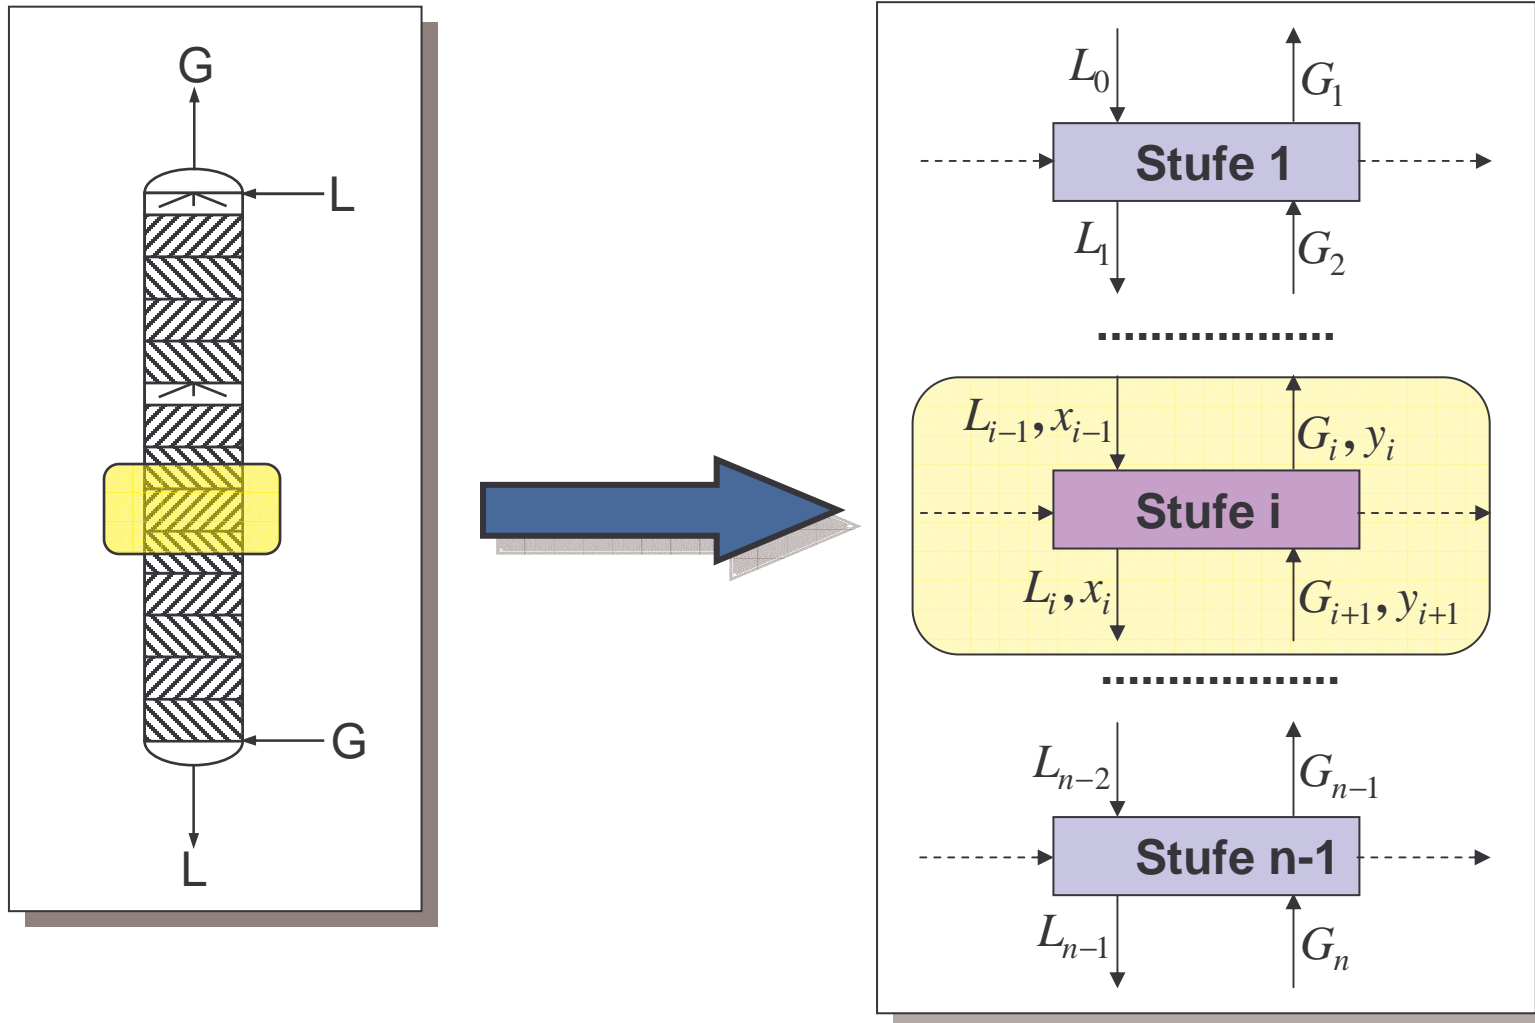 G
L
G
L
L₀
G₁
Stufe 1
L₁
G₂
Lᵢ₋₁, xᵢ₋₁
Gᵢ, yᵢ
Stufe i
Lᵢ, xᵢ
Gᵢ₊₁, yᵢ₊₁
Lₙ₋₂
Gₙ₋₁
Stufe n-1
Lₙ₋₁
Gₙ